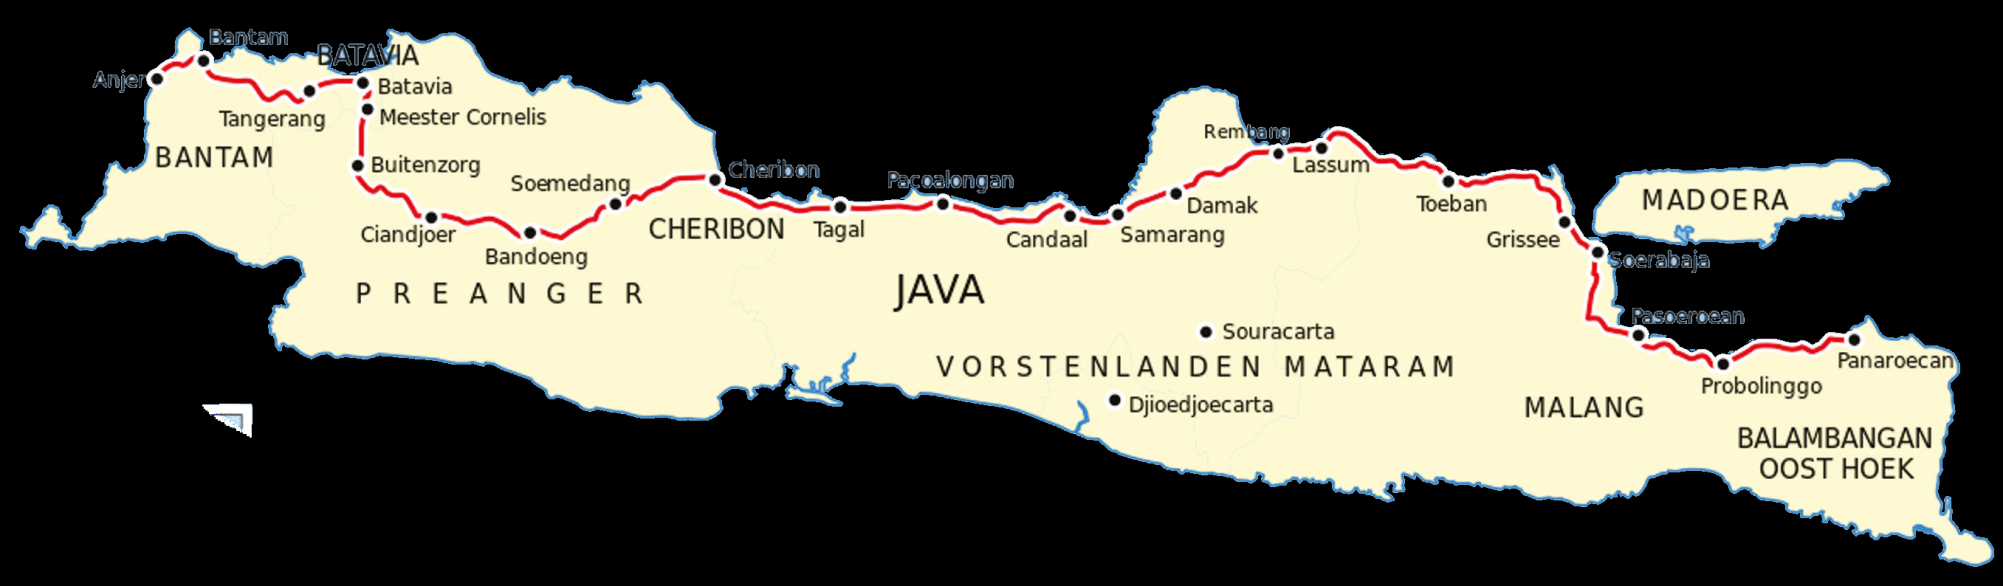 Bantam
BATAVIA
Anjer
Batavia
Tangerang
Meester Cornelis
BANTAM
Buitenzorg
Soemedang
Cheribon
Pacoalongan
Rembang
Lassum
Ciandjoer
Bandoeng
CHERIBON
Tagal
Candaal
Samarang
Damak
Toeban
MADOERA
Grissee
Soerabaja
PREANGER
JAVA
Pasoeroean
Souracarta
VORSTENLANDEN MATARAM
Djioedjoecarta
Probolinggo
Panaroecan
MALANG
BALAMBANGAN
OOST HOEK